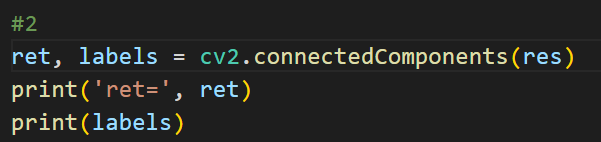 #2
ret, labels = cv2.connectedComponents(res)
print('ret=', ret)
print(labels)